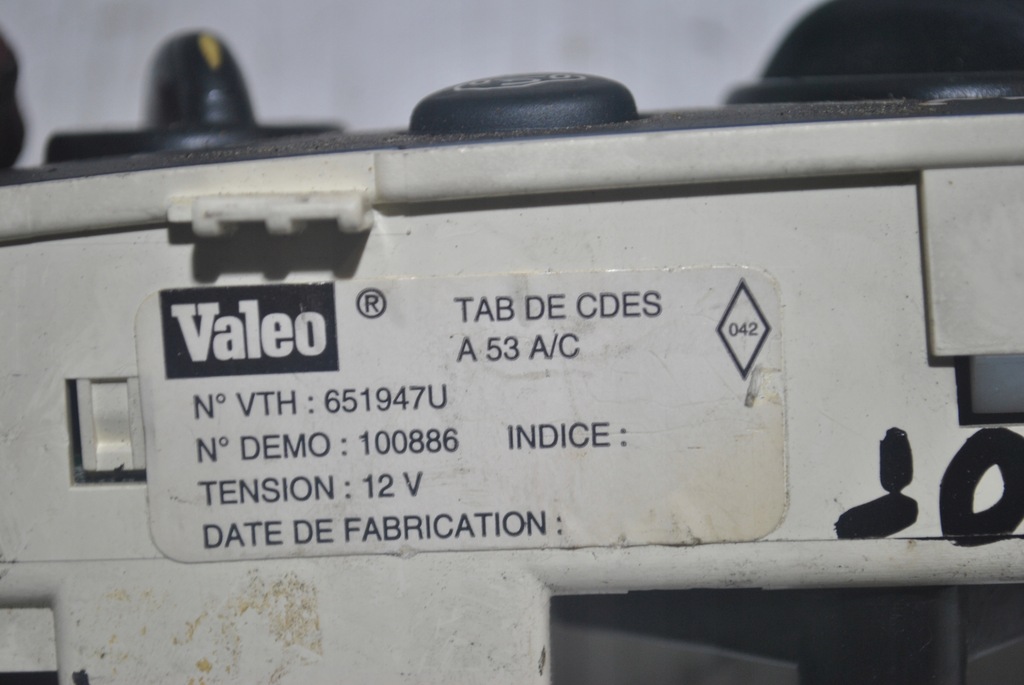 Valeo ® TAB DE CDES
A 53 A/C
042
N° VTH : 651947U
N° DEMO : 100886 INDICE :
TENSION : 12 V
DATE DE FABRICATION :